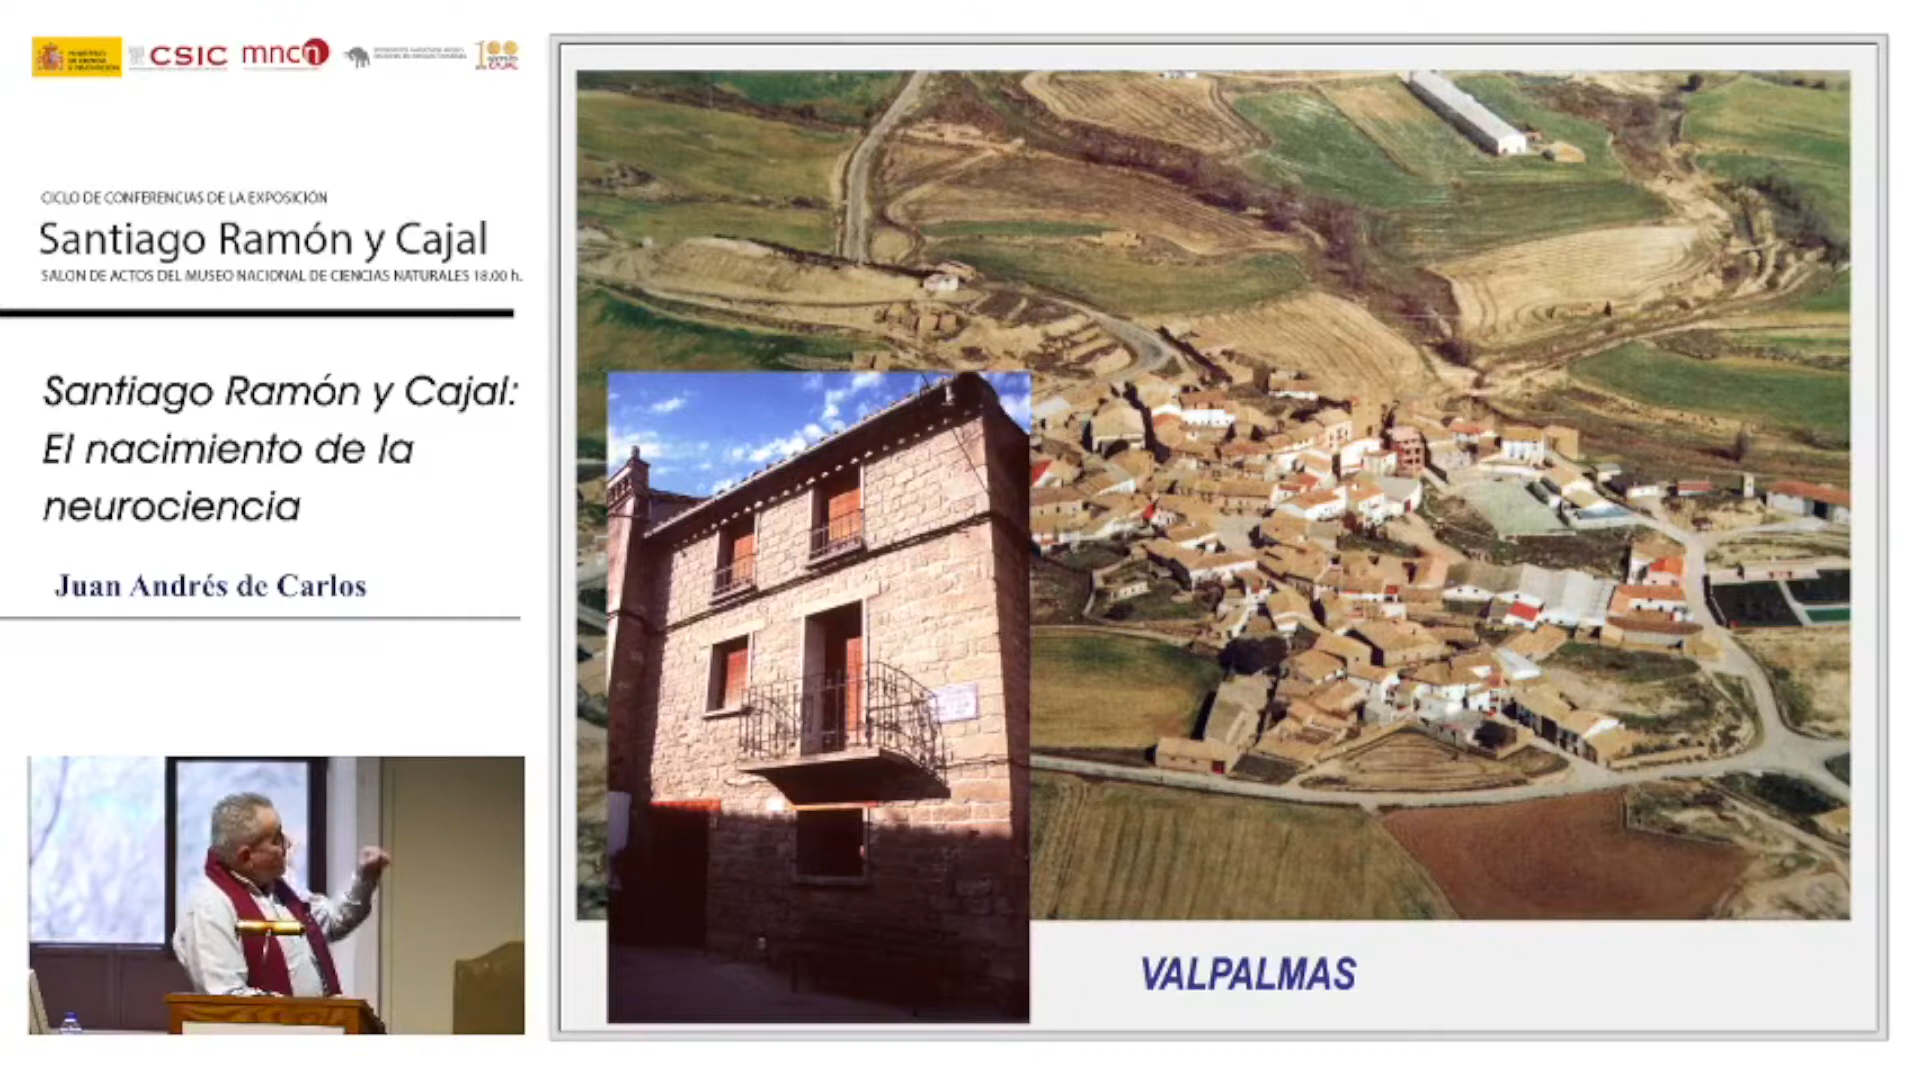 CSIC
mncn
CICLO DE CONFERENCIAS DE LA EXPOSICIÓN
Santiago Ramón y Cajal
SALON DE ACTOS DEL MUSEO NACIONAL DE CIENCIAS NATURALES 18.00 h.
Santiago Ramón y Cajal:
El nacimiento de la
neurociencia
Juan Andrés de Carlos
VALPALMAS